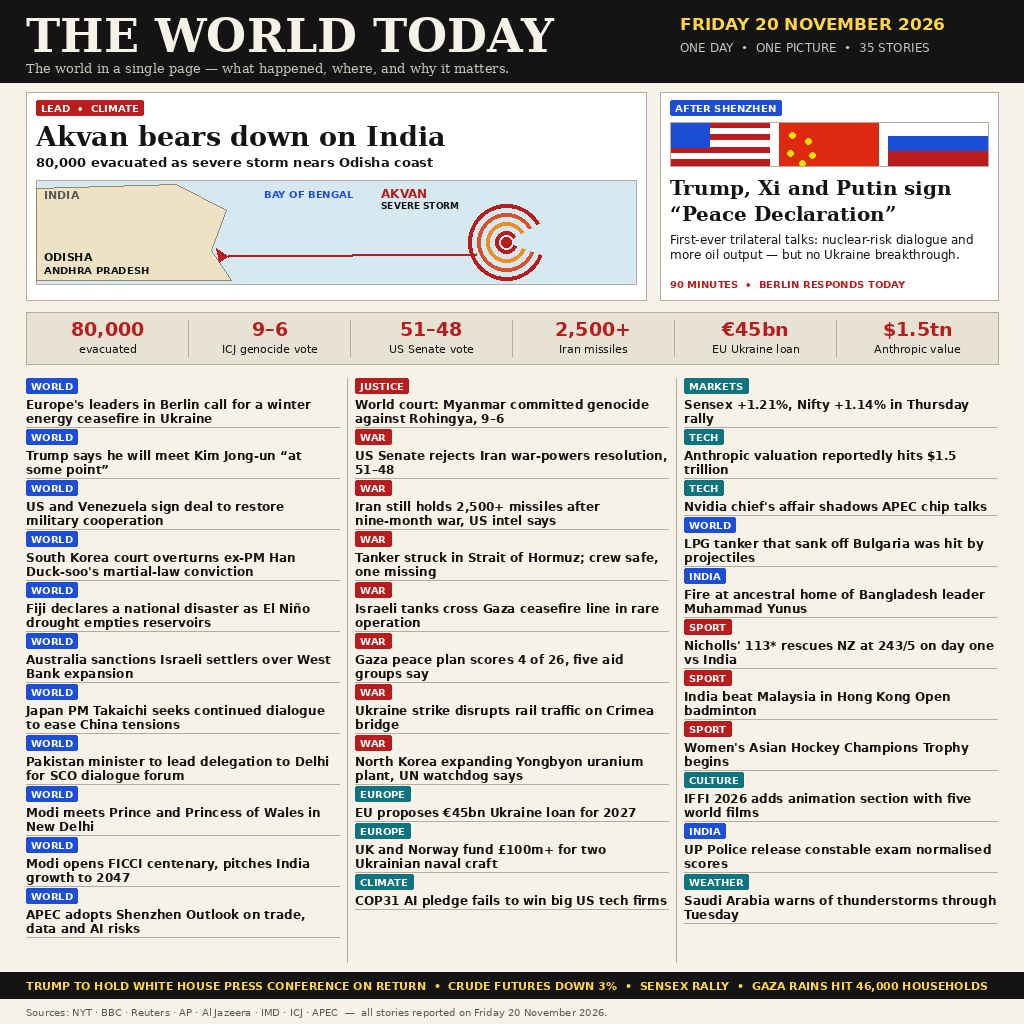 THE WORLD TODAY
The world in a single page — what happened, where, and why it matters.
FRIDAY 20 NOVEMBER 2026
ONE DAY • ONE PICTURE • 35 STORIES
LEAD • CLIMATE
Akvan bears down on India
80,000 evacuated as severe storm nears Odisha coast
INDIA
BAY OF BENGAL
AKVAN
SEVERE STORM
ODISHA
ANDHRA PRADESH
AFTER SHENZHEN
Trump, Xi and Putin sign
“Peace Declaration”
First-ever trilateral talks: nuclear-risk dialogue and
more oil output — but no Ukraine breakthrough.
90 MINUTES • BERLIN RESPONDS TODAY
80,000
evacuated
9–6
ICJ genocide vote
51–48
US Senate vote
2,500+
Iran missiles
€45bn
EU Ukraine loan
$1.5tn
Anthropic value
WORLD
Europe's leaders in Berlin call for a winter
energy ceasefire in Ukraine
WORLD
Trump says he will meet Kim Jong-un “at
some point”
WORLD
US and Venezuela sign deal to restore
military cooperation
WORLD
South Korea court overturns ex-PM Han
Duck-soo's martial-law conviction
WORLD
Fiji declares a national disaster as El Niño
drought empties reservoirs
WORLD
Australia sanctions Israeli settlers over West
Bank expansion
WORLD
Japan PM Takaichi seeks continued dialogue
to ease China tensions
WORLD
Pakistan minister to lead delegation to Delhi
for SCO dialogue forum
WORLD
Modi meets Prince and Princess of Wales in
New Delhi
WORLD
Modi opens FICCI centenary, pitches India
growth to 2047
WORLD
APEC adopts Shenzhen Outlook on trade,
data and AI risks
JUSTICE
World court: Myanmar committed genocide
against Rohingya, 9–6
WAR
US Senate rejects Iran war-powers resolution,
51–48
WAR
Iran still holds 2,500+ missiles after
nine-month war, US intel says
WAR
Tanker struck in Strait of Hormuz; crew safe,
one missing
WAR
Israeli tanks cross Gaza ceasefire line in rare
operation
WAR
Gaza peace plan scores 4 of 26, five aid
groups say
WAR
Ukraine strike disrupts rail traffic on Crimea
bridge
WAR
North Korea expanding Yongbyon uranium
plant, UN watchdog says
EUROPE
EU proposes €45bn Ukraine loan for 2027
EUROPE
UK and Norway fund £100m+ for two
Ukrainian naval craft
CLIMATE
COP31 AI pledge fails to win big US tech firms
MARKETS
Sensex +1.21%, Nifty +1.14% in Thursday
rally
TECH
Anthropic valuation reportedly hits $1.5
trillion
TECH
Nvidia chief's affair shadows APEC chip talks
WORLD
LPG tanker that sank off Bulgaria was hit by
projectiles
INDIA
Fire at ancestral home of Bangladesh leader
Muhammad Yunus
SPORT
Nicholls' 113* rescues NZ at 243/5 on day one
vs India
SPORT
India beat Malaysia in Hong Kong Open
badminton
SPORT
Women's Asian Hockey Champions Trophy
begins
CULTURE
IFFI 2026 adds animation section with five
world films
INDIA
UP Police release constable exam normalised
scores
WEATHER
Saudi Arabia warns of thunderstorms through
Tuesday
TRUMP TO HOLD WHITE HOUSE PRESS CONFERENCE ON RETURN • CRUDE FUTURES DOWN 3% • SENSEX RALLY • GAZA RAINS HIT 46,000 HOUSEHOLDS
Sources: NYT · BBC · Reuters · AP · Al Jazeera · IMD · ICJ · APEC — all stories reported on Friday 20 November 2026.